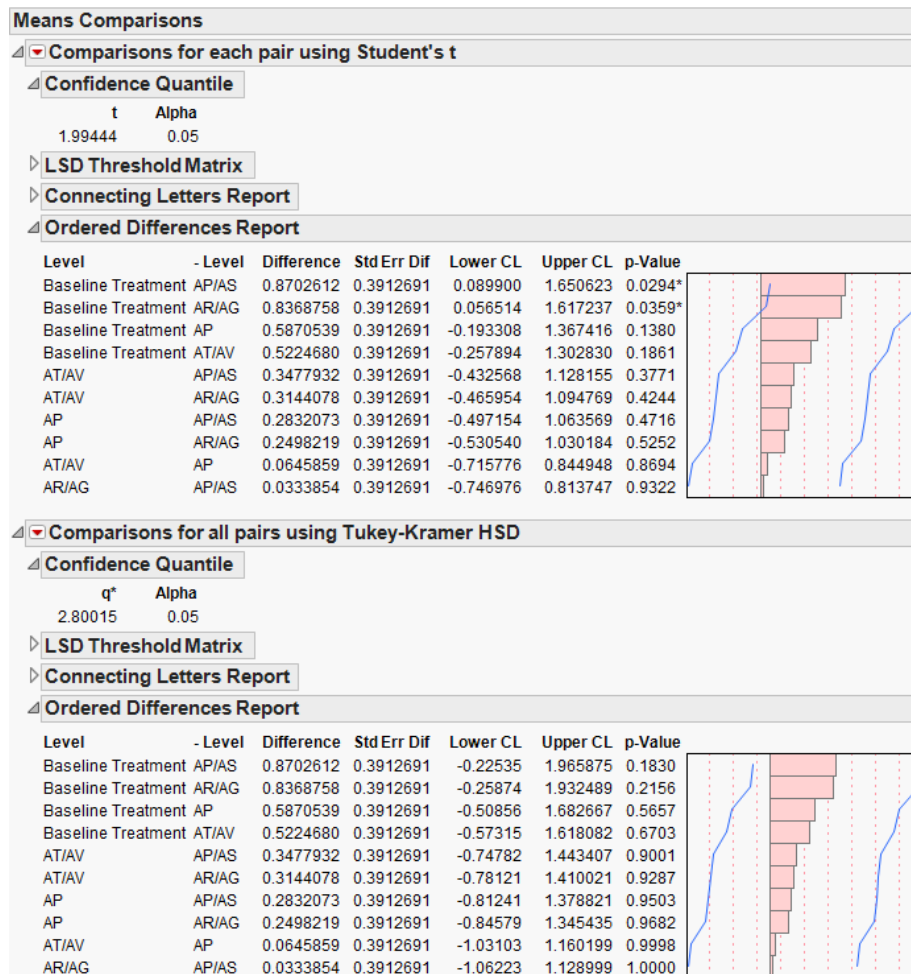 Means Comparisons
Comparisons for each pair using Student's t
Confidence Quantile
t Alpha
1.99444 0.05
LSD Threshold Matrix
Connecting Letters Report
Ordered Differences Report
Level - Level Difference Std Err Dif Lower CL Upper CL p-Value
Baseline Treatment AP/AS 0.8702612 0.3912691 0.089900 1.650623 0.0294*
Baseline Treatment AR/AG 0.8368758 0.3912691 0.056514 1.617237 0.0359*
Baseline Treatment AP 0.5870539 0.3912691 -0.193308 1.367416 0.1380
Baseline Treatment AT/AV 0.5224680 0.3912691 -0.257894 1.302830 0.1861
AT/AV AP/AS 0.3477932 0.3912691 -0.432568 1.128155 0.3771
AT/AV AR/AG 0.3144078 0.3912691 -0.465954 1.094769 0.4244
AP AP/AS 0.2832073 0.3912691 -0.497154 1.063569 0.4716
AP AR/AG 0.2498219 0.3912691 -0.530540 1.030184 0.5252
AT/AV AP 0.0645859 0.3912691 -0.715776 0.844948 0.8694
AR/AG AP/AS 0.0333854 0.3912691 -0.746976 0.813747 0.9322
Comparisons for all pairs using Tukey-Kramer HSD
Confidence Quantile
q* Alpha
2.80015 0.05
LSD Threshold Matrix
Connecting Letters Report
Ordered Differences Report
Level - Level Difference Std Err Dif Lower CL Upper CL p-Value
Baseline Treatment AP/AS 0.8702612 0.3912691 -0.22535 1.965875 0.1830
Baseline Treatment AR/AG 0.8368758 0.3912691 -0.25874 1.932489 0.2156
Baseline Treatment AP 0.5870539 0.3912691 -0.50856 1.682667 0.5657
Baseline Treatment AT/AV 0.5224680 0.3912691 -0.57315 1.618082 0.6703
AT/AV AP/AS 0.3477932 0.3912691 -0.74782 1.443407 0.9001
AT/AV AR/AG 0.3144078 0.3912691 -0.78121 1.410021 0.9287
AP AP/AS 0.2832073 0.3912691 -0.81241 1.378821 0.9503
AP AR/AG 0.2498219 0.3912691 -0.84579 1.345435 0.9682
AT/AV AP 0.0645859 0.3912691 -1.03103 1.160199 0.9998
AR/AG AP/AS 0.0333854 0.3912691 -1.06223 1.128999 1.0000